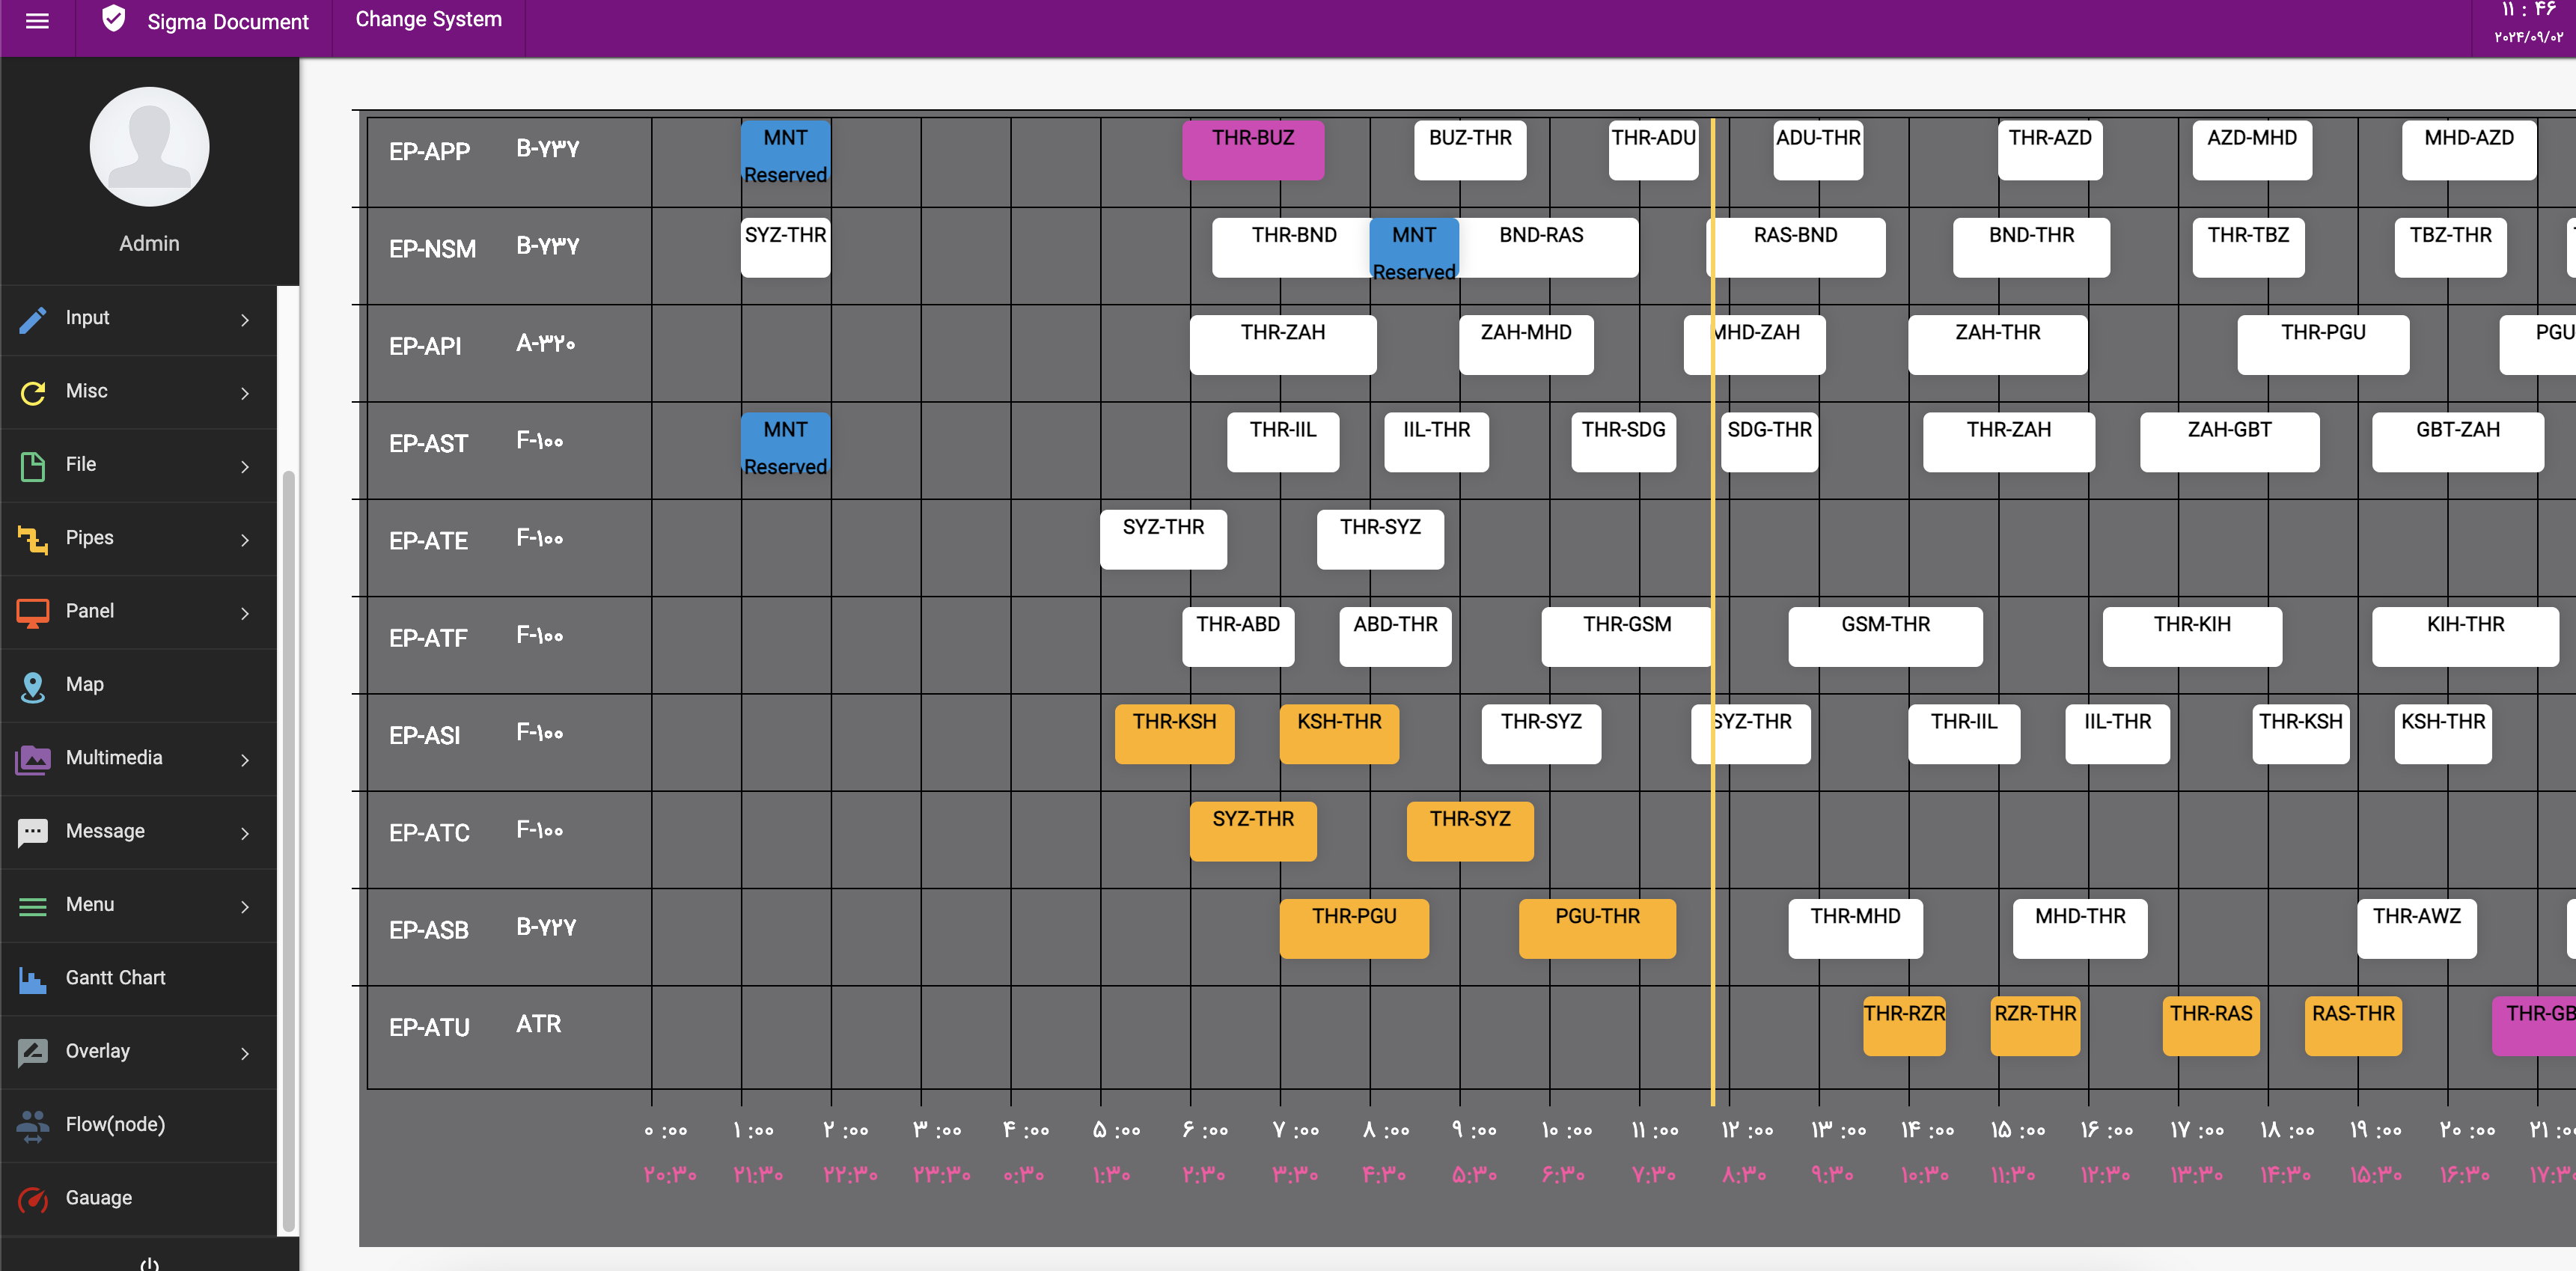 Sigma Document
Change System
۱۱ : ۴۶
۲۰۲۴/۰۹/۰۲
Admin
Input
Misc
File
Pipes
Panel
Map
Multimedia
Message
Menu
Gantt Chart
Overlay
Flow(node)
Gauage
EP-APP B-۷۳۷ MNT THR-BUZ BUZ-THR THR-ADU ADU-THR THR-AZD AZD-MHD MHD-AZD
Reserved
EP-NSM B-۷۳۷ SYZ-THR THR-BND MNT BND-RAS RAS-BND BND-THR THR-TBZ TBZ-THR
Reserved
EP-API A-۳۲۰ THR-ZAH ZAH-MHD MHD-ZAH ZAH-THR THR-PGU PGU
EP-AST F-۱۰۰ MNT THR-IIL IIL-THR THR-SDG SDG-THR THR-ZAH ZAH-GBT GBT-ZAH
Reserved
EP-ATE F-۱۰۰ SYZ-THR THR-SYZ
EP-ATF F-۱۰۰ THR-ABD ABD-THR THR-GSM GSM-THR THR-KIH KIH-THR
EP-ASI F-۱۰۰ THR-KSH KSH-THR THR-SYZ SYZ-THR THR-IIL IIL-THR THR-KSH KSH-THR
EP-ATC F-۱۰۰ SYZ-THR THR-SYZ
EP-ASB B-۷۲۷ THR-PGU PGU-THR THR-MHD MHD-THR THR-AWZ
EP-ATU ATR THR-RZR RZR-THR THR-RAS RAS-THR THR-GB
۰ :۰۰ ۱ :۰۰ ۲ :۰۰ ۳ :۰۰ ۴ :۰۰ ۵ :۰۰ ۶ :۰۰ ۷ :۰۰ ۸ :۰۰ ۹ :۰۰ ۱۰ :۰۰ ۱۱ :۰۰ ۱۲ :۰۰ ۱۳ :۰۰ ۱۴ :۰۰ ۱۵ :۰۰ ۱۶ :۰۰ ۱۷ :۰۰ ۱۸ :۰۰ ۱۹ :۰۰ ۲۰ :۰۰ ۲۱ :۰۰
۲۰:۳۰ ۲۱:۳۰ ۲۲:۳۰ ۲۳:۳۰ ۰:۳۰ ۱:۳۰ ۲:۳۰ ۳:۳۰ ۴:۳۰ ۵:۳۰ ۶:۳۰ ۷:۳۰ ۸:۳۰ ۹:۳۰ ۱۰:۳۰ ۱۱:۳۰ ۱۲:۳۰ ۱۳:۳۰ ۱۴:۳۰ ۱۵:۳۰ ۱۶:۳۰ ۱۷:۳۰